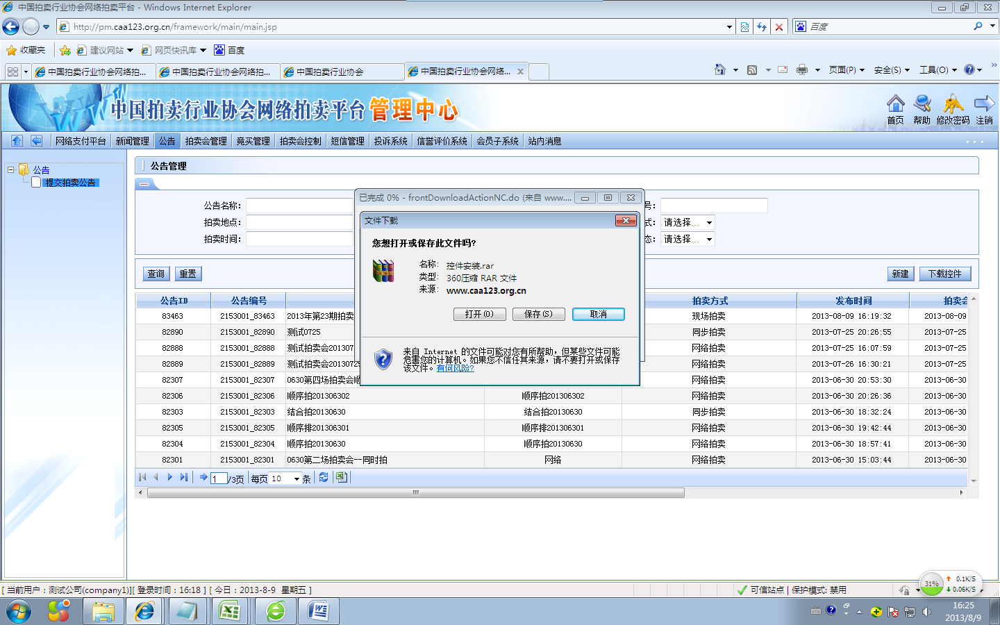 中国拍卖行业协会网络拍卖平台 - Windows Internet Explorer
http://pm.caa123.org.cn/framework/main/main.jsp
百度
收藏夹 建议网站 网页快讯库 百度
中国拍卖行业协会网络拍... 中国拍卖行业协会网络拍... 中国拍卖行业协会 中国拍卖行业协会网络... 页面(P) 安全(S) 工具(O)
中国拍卖行业协会网络拍卖平台 管理中心
首页 帮助 修改密码 注销
网络支付平台 新闻管理 公告 拍卖会管理 竞买管理 拍卖会控制 短信管理 投诉系统 信誉评价系统 会员子系统 站内消息
公告
提交拍卖公告
公告管理
公告名称: 号:
拍卖地点: 式: 请选择...
拍卖时间: 态: 请选择...
查询 重置 新建 下载控件
已完成 0% - frontDownloadActionNC.do (来自 www....
文件下载
您想打开或保存此文件吗?
名称: 控件安装.rar
类型: 360压缩 RAR 文件
来源: www.caa123.org.cn
打开(O) 保存(S) 取消
来自 Internet 的文件可能对您有所帮助，但某些文件可能
危害您的计算机。如果您不信任其来源，请不要打开或保存
该文件。有何风险?
公告ID 公告编号 拍卖方式 发布时间 拍卖会
83463 2153001_83463 2013年第23期拍卖 现场拍卖 2013-08-09 16:19:32 2013-08-09
82890 2153001_82890 测试0725 同步拍卖 2013-07-25 20:26:55 2013-07-25
82888 2153001_82888 测试拍卖会201307 网络拍卖 2013-07-25 16:07:59 2013-07-25
82889 2153001_82889 测试拍卖会20130725 网络拍卖 2013-07-26 16:30:21 2013-07-25
82307 2153001_82307 0630第四场拍卖会顺 网络拍卖 2013-06-30 20:53:30 2013-06-30
82306 2153001_82306 顺序拍201306302 顺序拍201306302 网络拍卖 2013-06-30 20:26:36 2013-06-30
82303 2153001_82303 结合拍20130630 结合拍20130630 同步拍卖 2013-06-30 18:32:24 2013-06-30
82305 2153001_82305 顺序排201306301 顺序排201306301 网络拍卖 2013-06-30 19:42:44 2013-06-30
82304 2153001_82304 顺序拍20130630 顺序拍20130630 网络拍卖 2013-06-30 18:57:41 2013-06-30
82301 2153001_82301 0630第二场拍卖会--同时拍 网络 网络拍卖 2013-06-30 15:03:44 2013-06-30
1 /3页 每页 10 条
[ 当前用户：测试公司(company1)][ 登录时间：16:18 ] [ 今日：2013-8-9 星期五 ] 可信站点 | 保护模式: 禁用
31% 0.1K/S
0.06K/S
16:25
2013/8/9